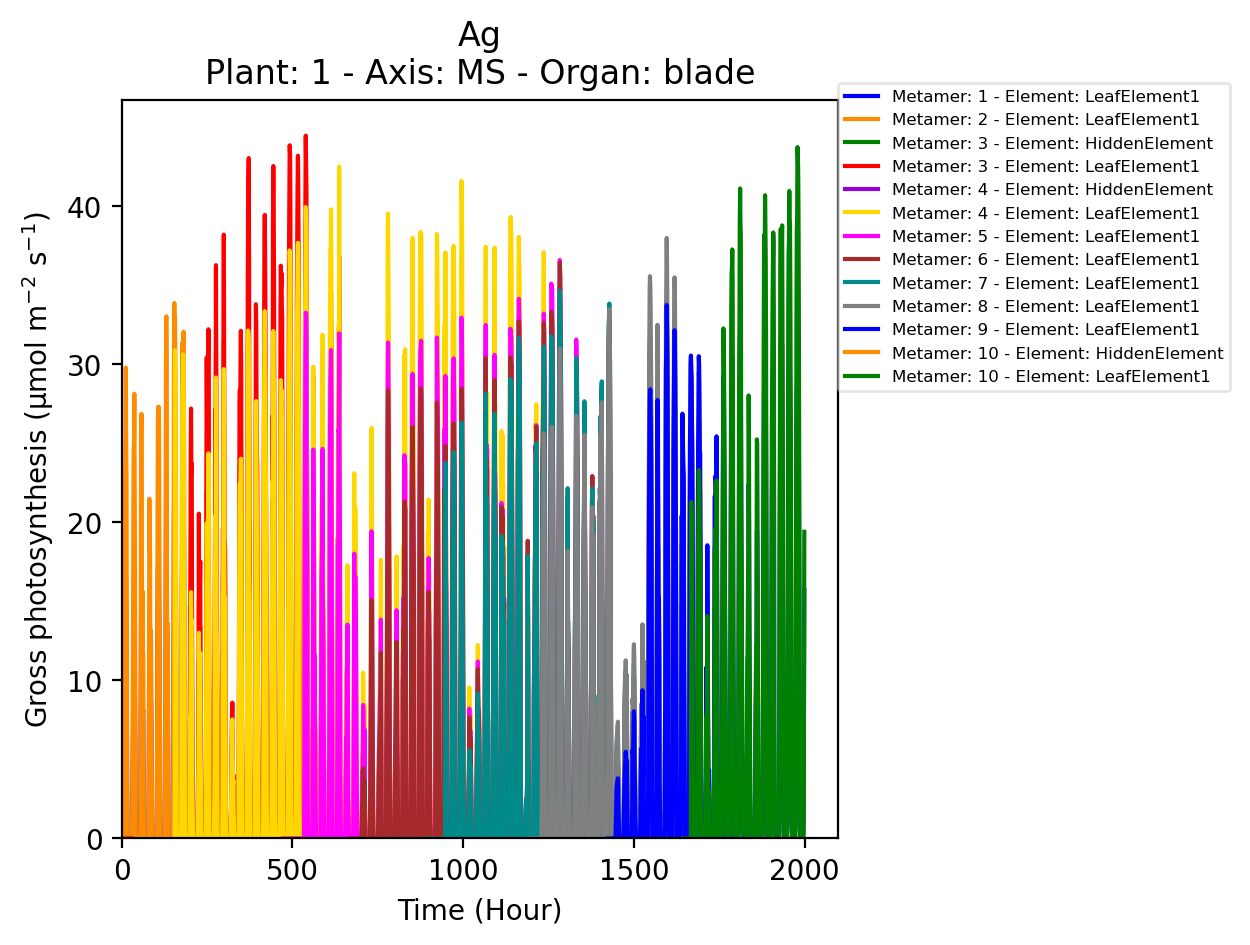 Ag
Plant: 1 - Axis: MS - Organ: blade
Gross photosynthesis (µmol m⁻² s⁻¹)
40
30
20
10
0
0 500 1000 1500 2000
Time (Hour)
Metamer: 1 - Element: LeafElement1
Metamer: 2 - Element: LeafElement1
Metamer: 3 - Element: HiddenElement
Metamer: 3 - Element: LeafElement1
Metamer: 4 - Element: HiddenElement
Metamer: 4 - Element: LeafElement1
Metamer: 5 - Element: LeafElement1
Metamer: 6 - Element: LeafElement1
Metamer: 7 - Element: LeafElement1
Metamer: 8 - Element: LeafElement1
Metamer: 9 - Element: LeafElement1
Metamer: 10 - Element: HiddenElement
Metamer: 10 - Element: LeafElement1